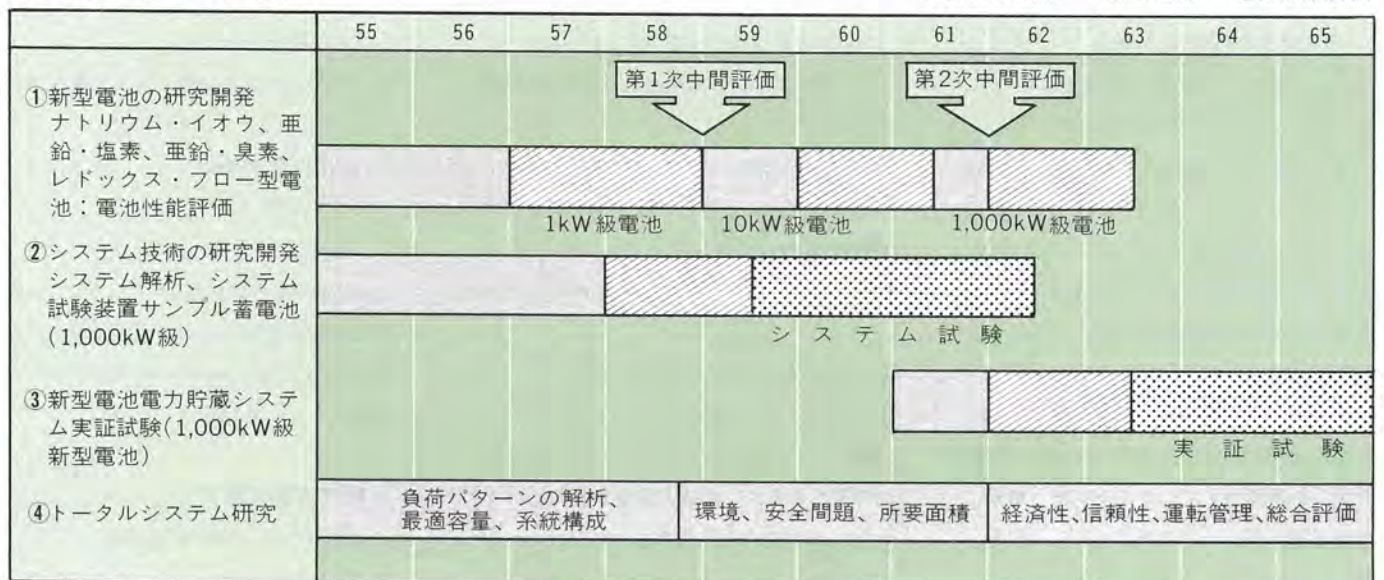 55 56 57 58 59 60 61 62 63 64 65
①新型電池の研究開発
ナトリウム・イオウ、亜
鉛・塩素、亜鉛・臭素、
レドックス・フロー型電
池：電池性能評価
第1次中間評価
第2次中間評価
1kW級電池
10kW級電池
1,000kW級電池
②システム技術の研究開発
システム解析、システム
試験装置サンプル蓄電池
(1,000kW級)
システム試験
③新型電池電力貯蔵システ
ム実証試験(1,000kW級
新型電池)
実証試験
④トータルシステム研究
負荷パターンの解析、
最適容量、系統構成
環境、安全問題、所要面積
経済性、信頼性、運転管理、総合評価